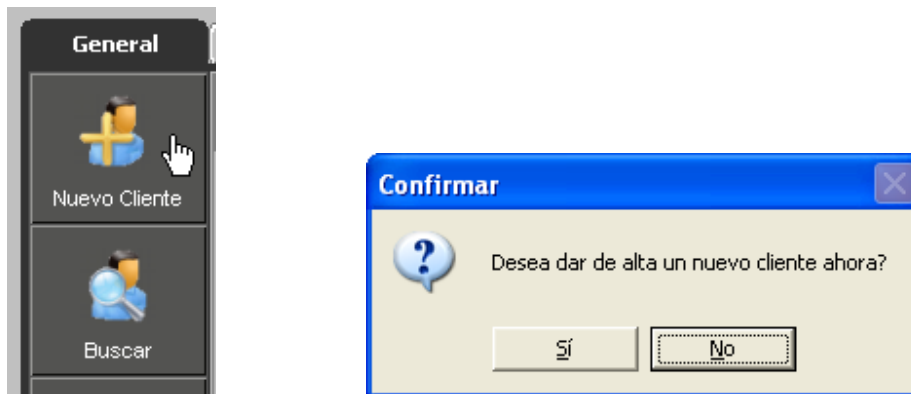 General
Nuevo Cliente
Buscar
Confirmar
Desea dar de alta un nuevo cliente ahora?
Sí
No